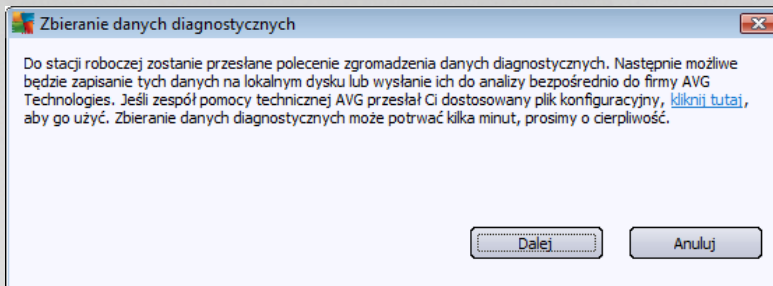 Zbieranie danych diagnostycznych
Do stacji roboczej zostanie przesłane polecenie zgromadzenia danych diagnostycznych. Następnie możliwe
będzie zapisanie tych danych na lokalnym dysku lub wysłanie ich do analizy bezpośrednio do firmy AVG
Technologies. Jeśli zespół pomocy technicznej AVG przesłał Ci dostosowany plik konfiguracyjny, kliknij tutaj,
aby go użyć. Zbieranie danych diagnostycznych może potrwać kilka minut, prosimy o cierpliwość.
Dalej Anuluj